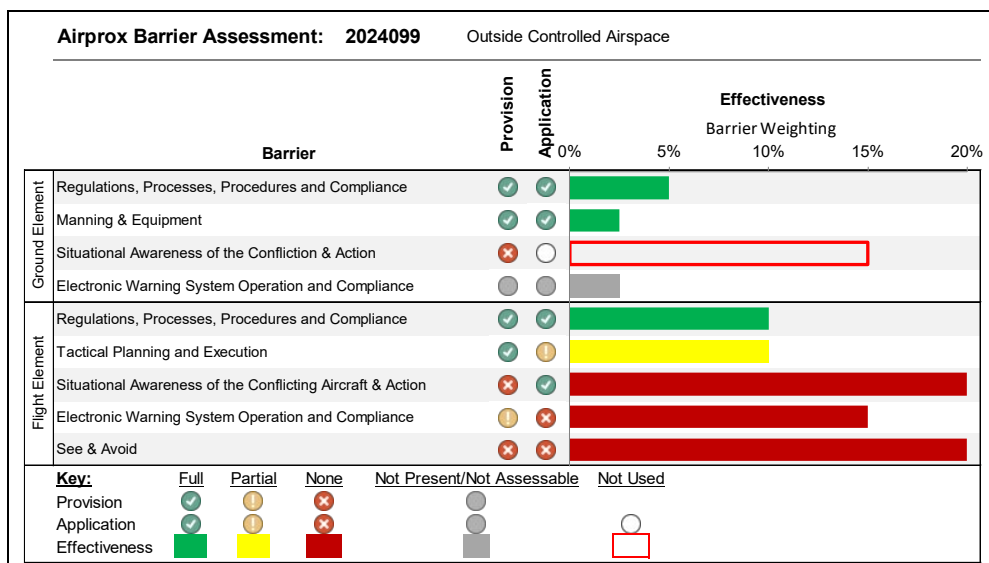 Airprox Barrier Assessment: 2024099 Outside Controlled Airspace
Barrier
Provision
Application
Effectiveness
Barrier Weighting
0% 5% 10% 15% 20%
Ground Element
Regulations, Processes, Procedures and Compliance
Manning & Equipment
Situational Awareness of the Confliction & Action
Electronic Warning System Operation and Compliance
Flight Element
Regulations, Processes, Procedures and Compliance
Tactical Planning and Execution
Situational Awareness of the Conflicting Aircraft & Action
Electronic Warning System Operation and Compliance
See & Avoid
Key: Full Partial None Not Present/Not Assessable Not Used
Provision
Application
Effectiveness